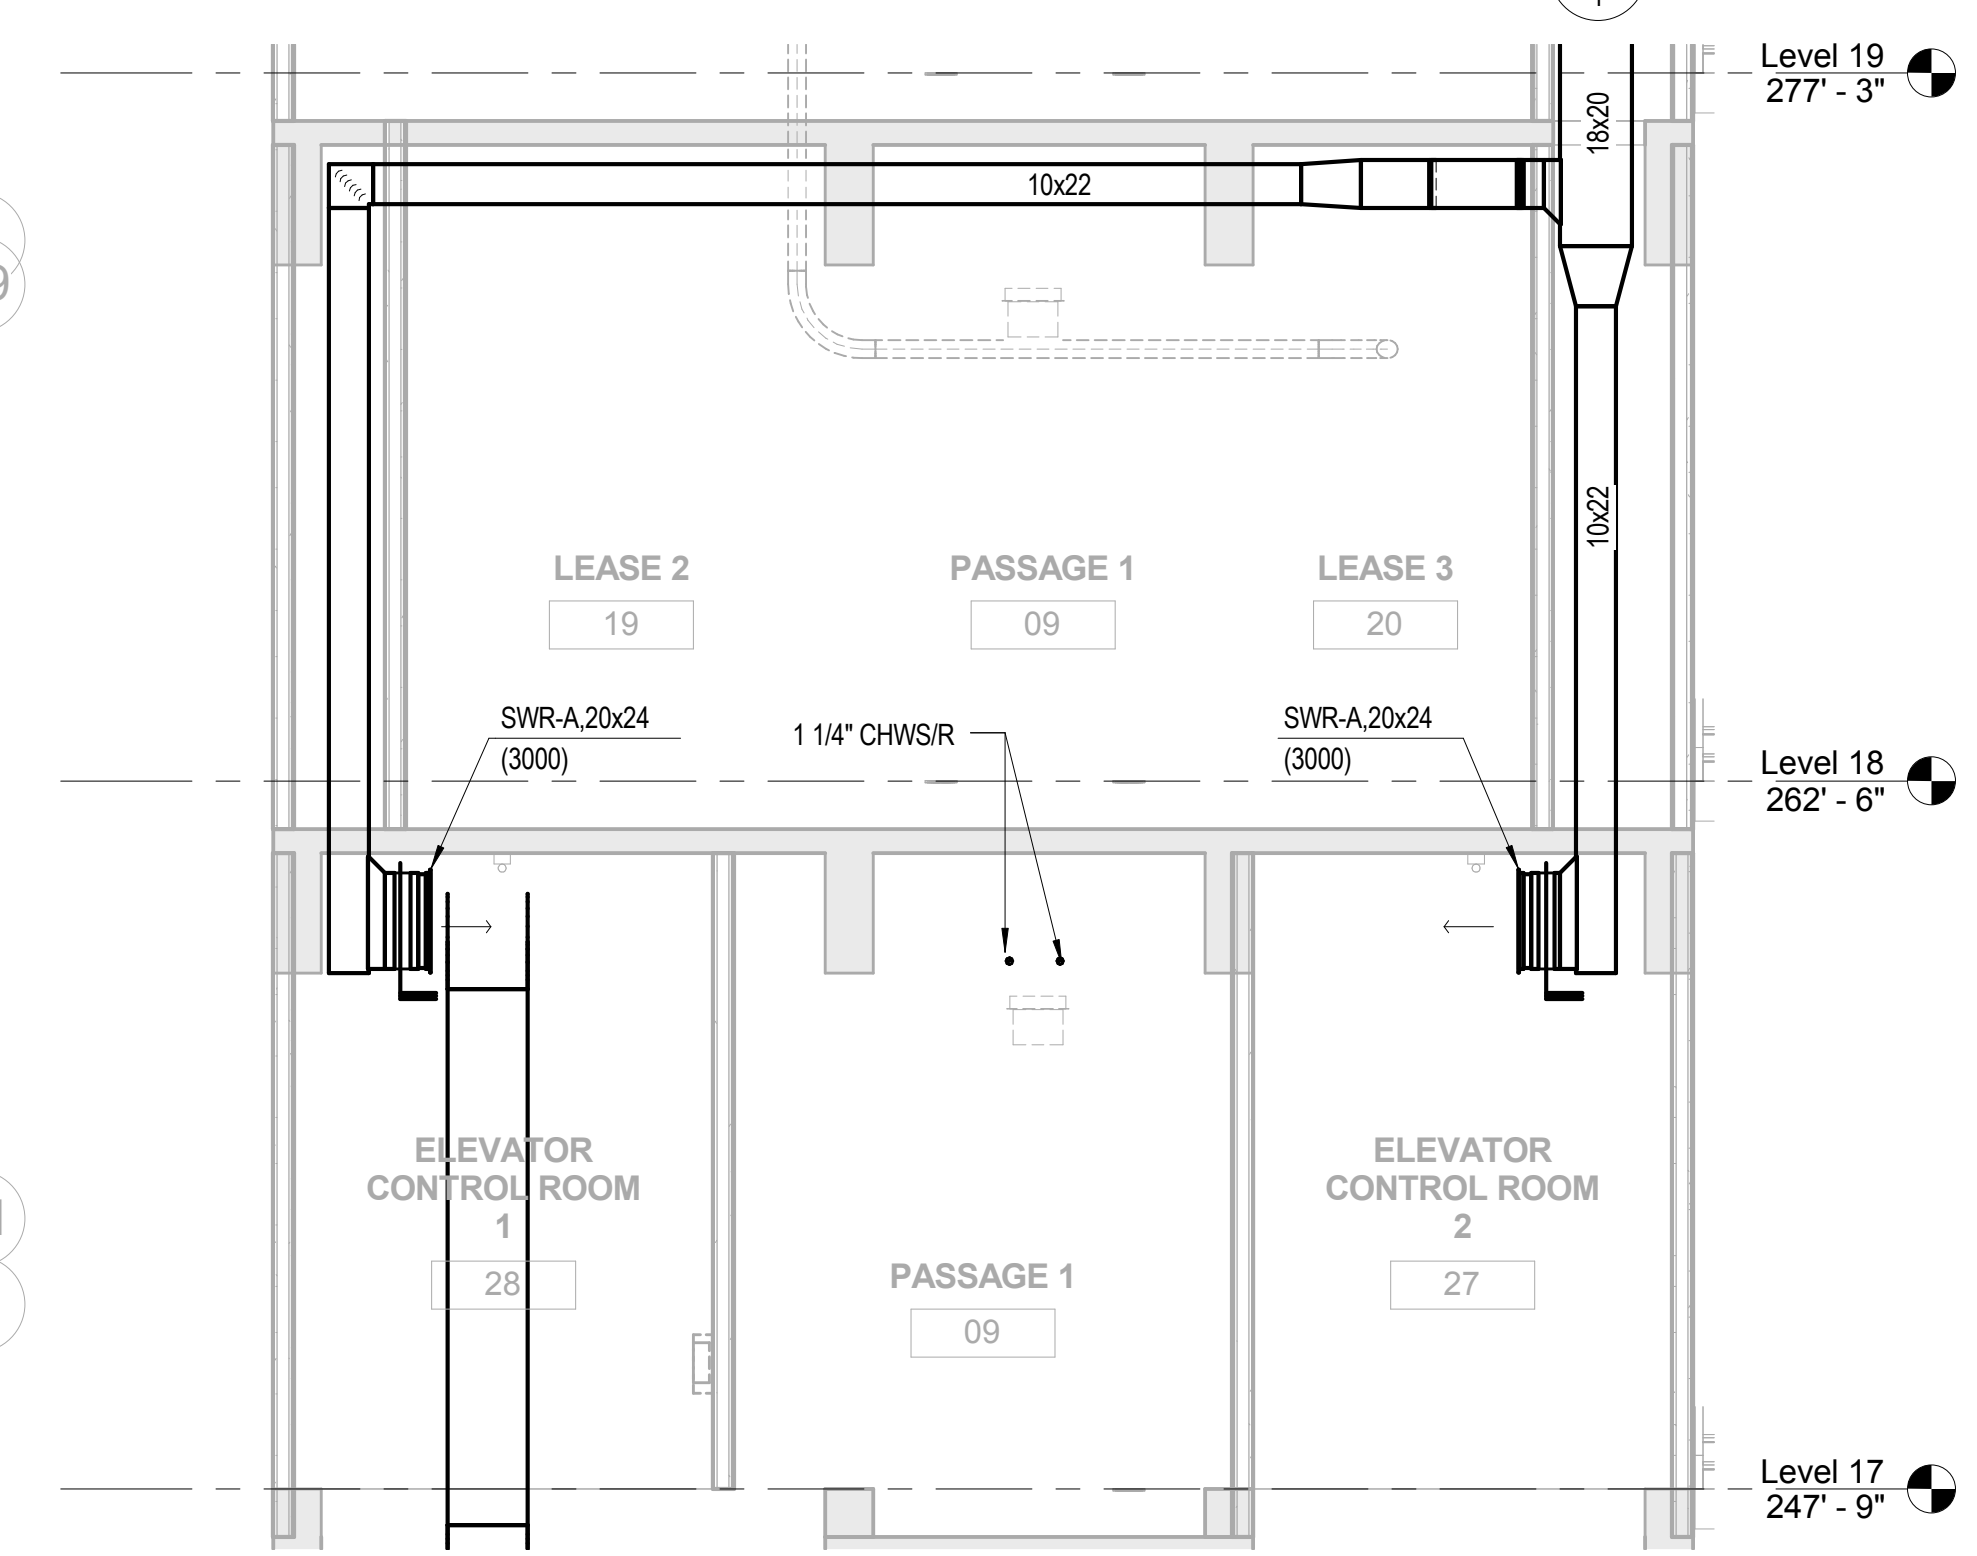 Level 19
277' - 3"
18x20
10x22
10x22
LEASE 2
19
PASSAGE 1
09
LEASE 3
20
SWR-A,20x24
(3000)
1 1/4" CHWS/R
SWR-A,20x24
(3000)
Level 18
262' - 6"
ELEVATOR
CONTROL ROOM
1
28
PASSAGE 1
09
ELEVATOR
CONTROL ROOM
2
27
Level 17
247' - 9"